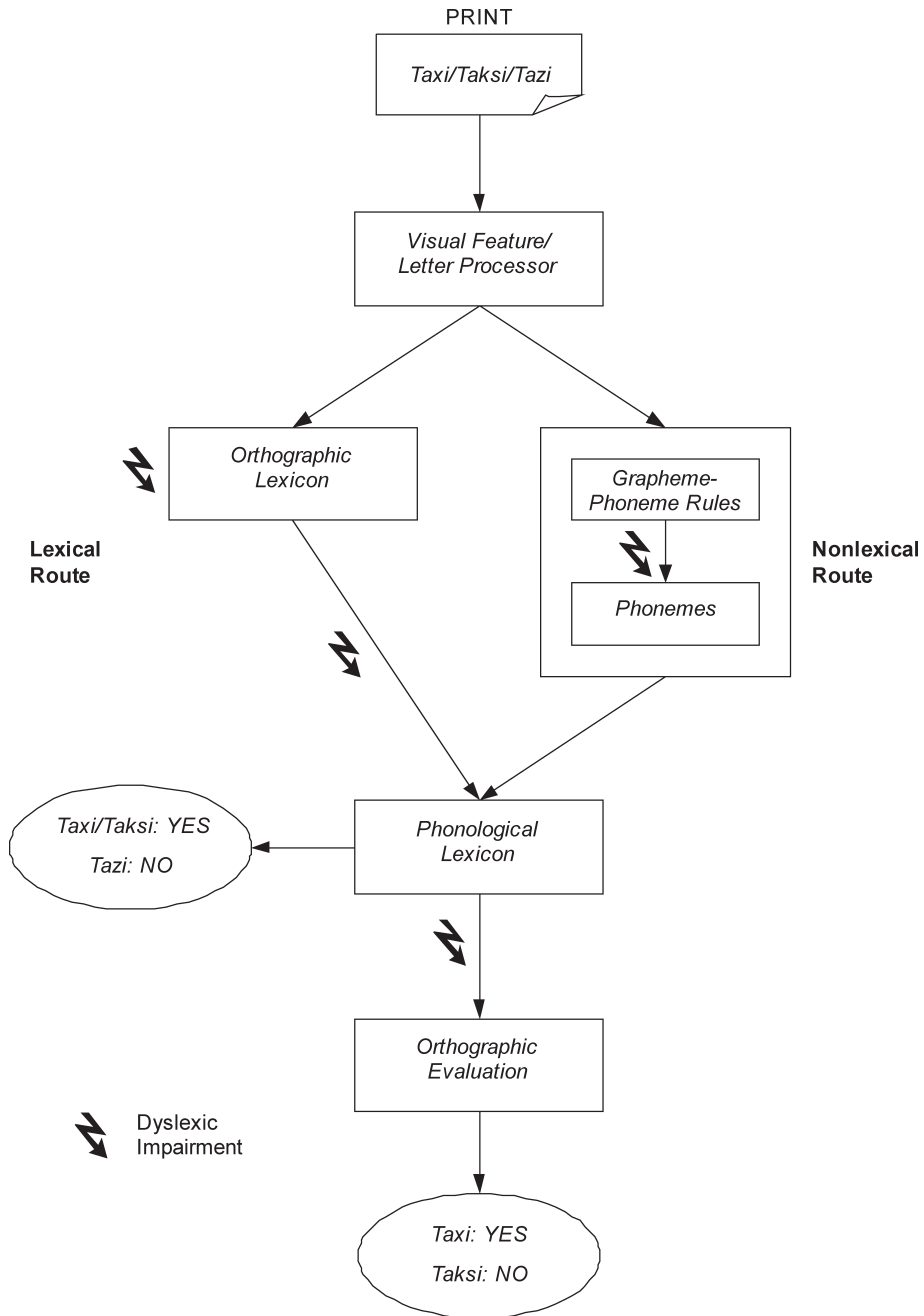 PRINT
Taxi/Taksi/Tazi
Visual Feature/
Letter Processor
Orthographic
Lexicon
Grapheme-
Phoneme Rules
Lexical
Route
Nonlexical
Route
Phonemes
Taxi/Taksi: YES
Tazi: NO
Phonological
Lexicon
Orthographic
Evaluation
Dyslexic
Impairment
Taxi: YES
Taksi: NO